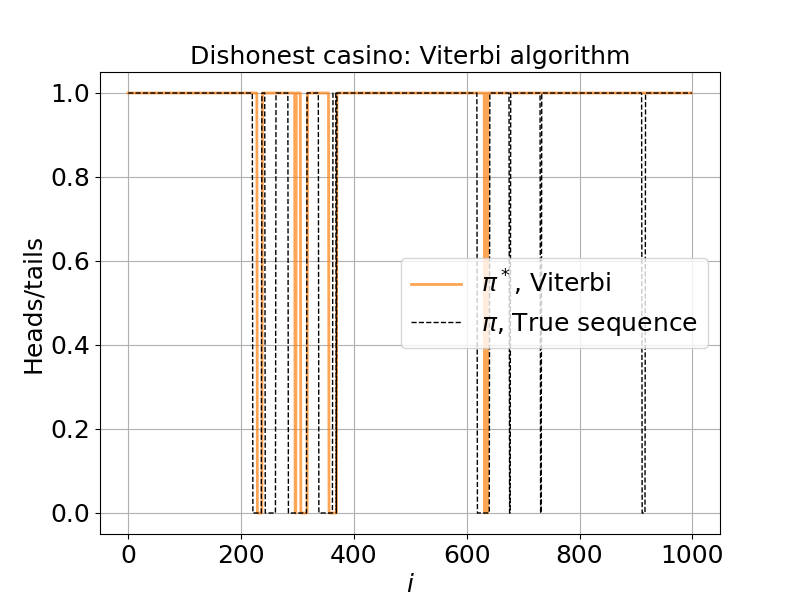 Dishonest casino: Viterbi algorithm
Heads/tails
1.0
0.8
0.6
0.4
0.2
0.0
π*, Viterbi
π, True sequence
0 200 400 600 800 1000
i